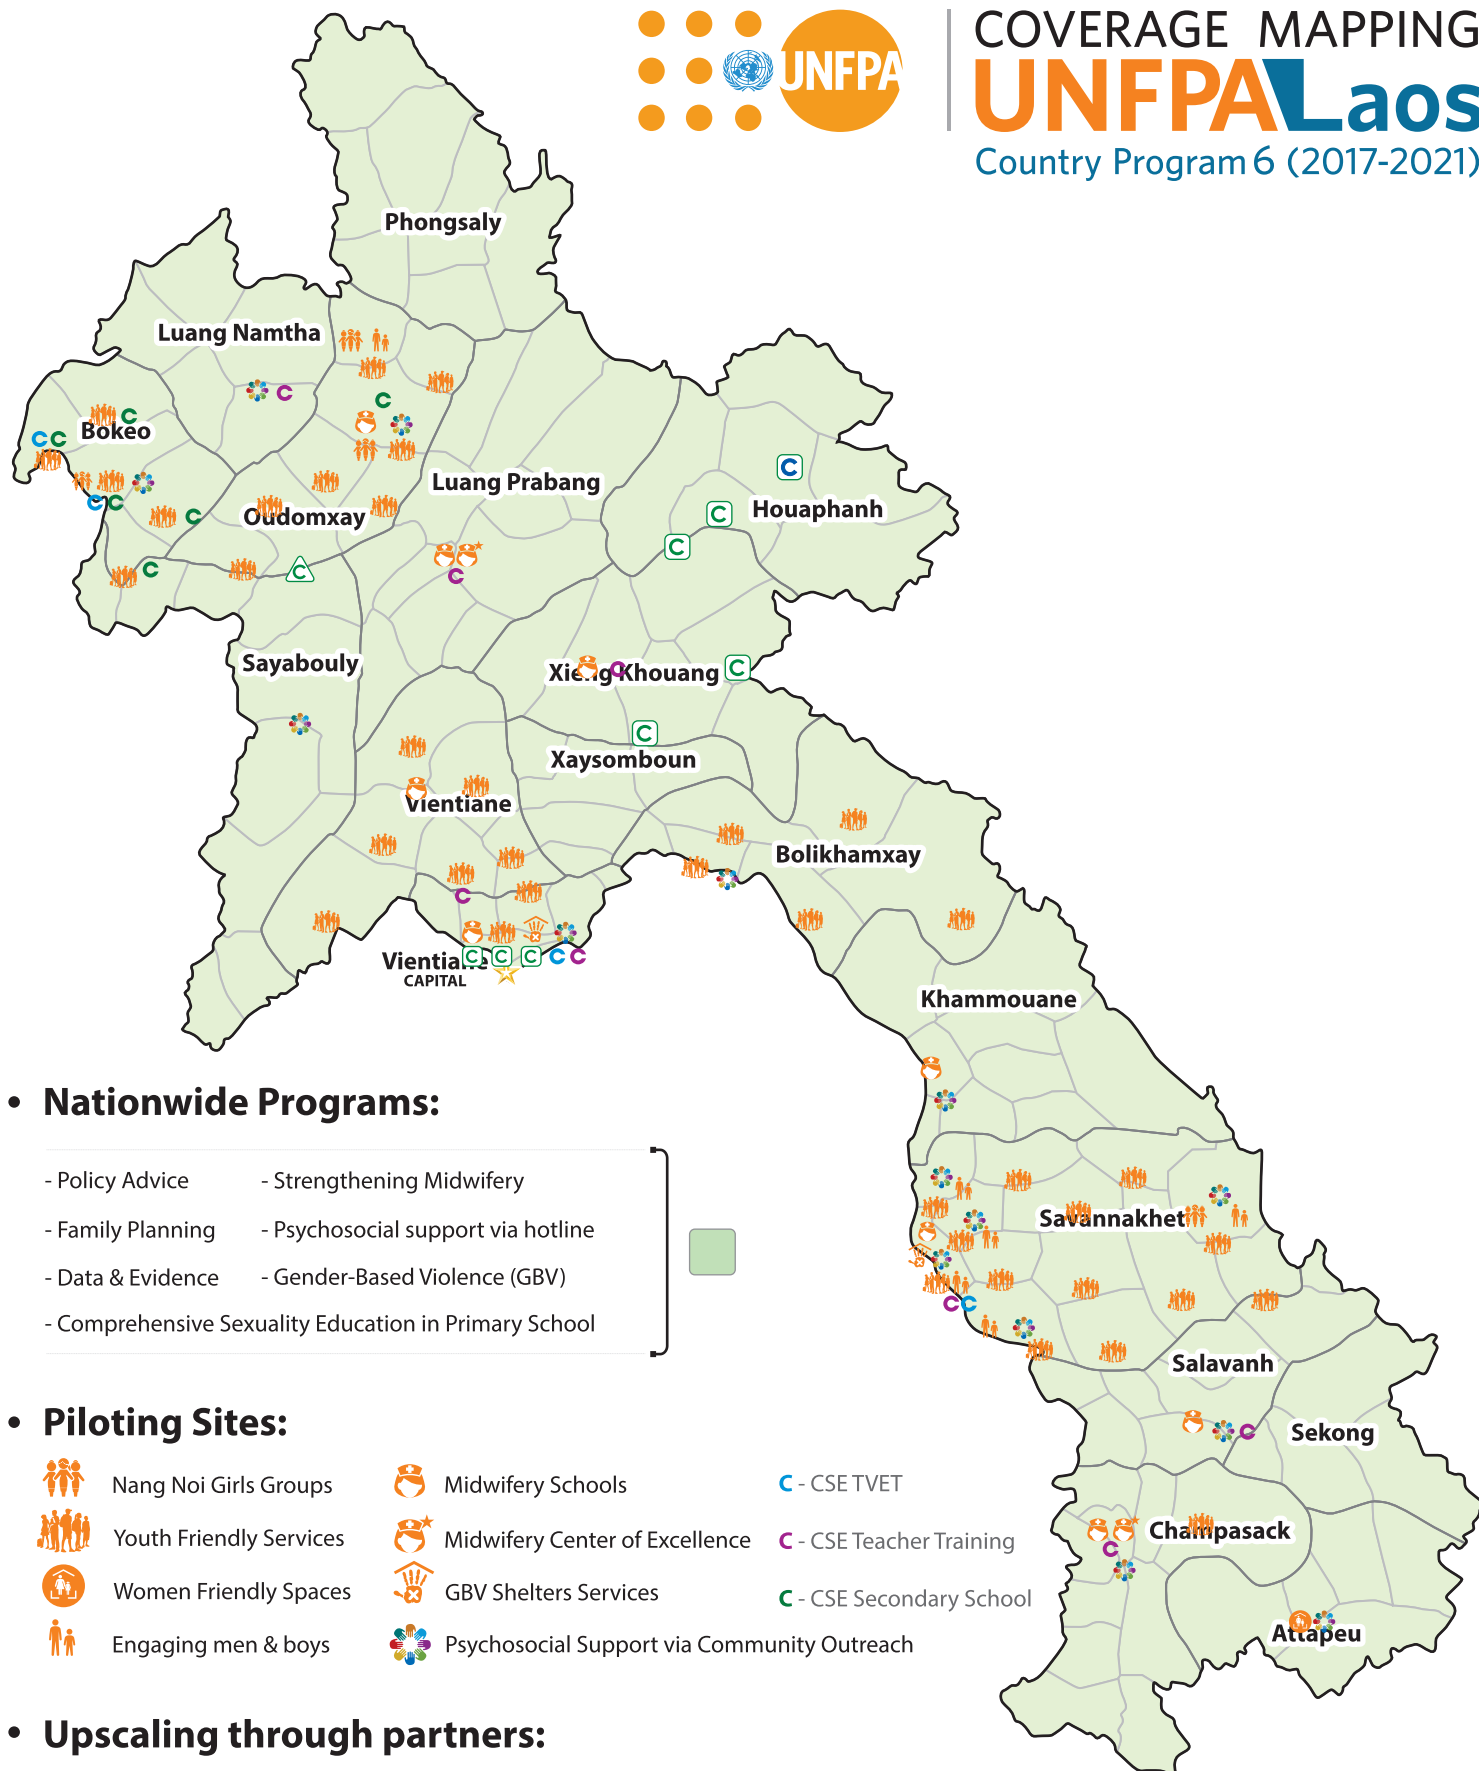 UNFPA
COVERAGE MAPPING
UNFPA Laos
Country Program 6 (2017-2021)
Phongsaly
Luang Namtha
C
C
C
Bokeo
C C
C
Luang Prabang
Houaphanh
C
C C
C
Oudomxay
C
C
C
C
C
Sayabouly
Xieng Khouang
C
C
C
Xaysomboun
Vientiane
Bolikhamxay
C
Vientiane
C C C C C
CAPITAL
Khammouane
Savannakhet
C C
Salavanh
C
Sekong
Champasack
C
Attapeu
• Nationwide Programs:
- Policy Advice - Strengthening Midwifery
- Family Planning - Psychosocial support via hotline
- Data & Evidence - Gender-Based Violence (GBV)
- Comprehensive Sexuality Education in Primary School
• Piloting Sites:
Nang Noi Girls Groups Midwifery Schools C - CSE TVET
Youth Friendly Services Midwifery Center of Excellence C - CSE Teacher Training
Women Friendly Spaces GBV Shelters Services C - CSE Secondary School
Engaging men & boys Psychosocial Support via Community Outreach
• Upscaling through partners: